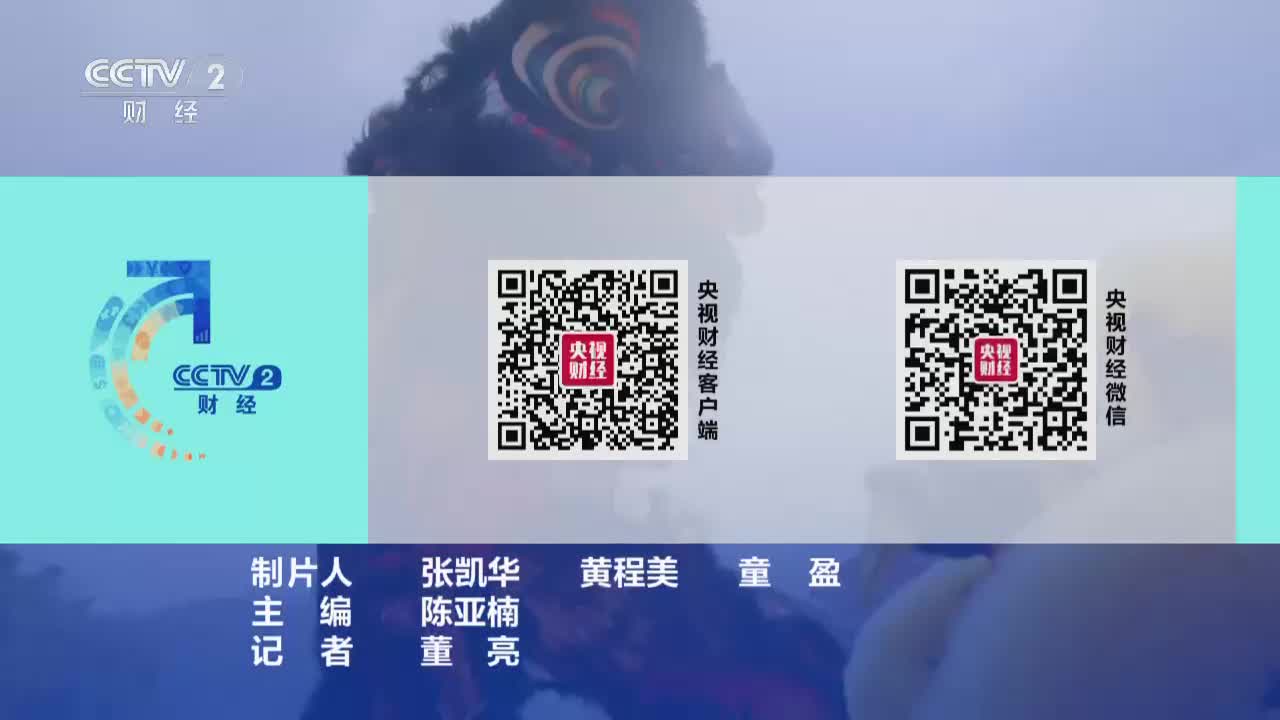 CCTV 2
财 经
CCTV 2
财 经
央视
财经
央视财经客户端
央视
财经
央视财经微信
制片人 张凯华 黄程美 童 盈
主 编 陈亚楠
记 者 董 亮